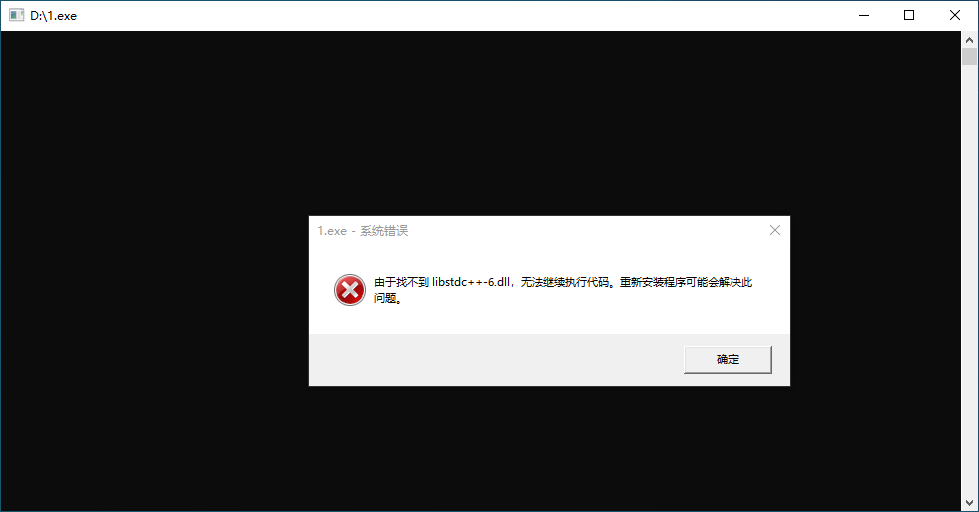 D:\1.exe
1.exe - 系统错误
由于找不到 libstdc++-6.dll，无法继续执行代码。重新安装程序可能会解决此
问题。
确定